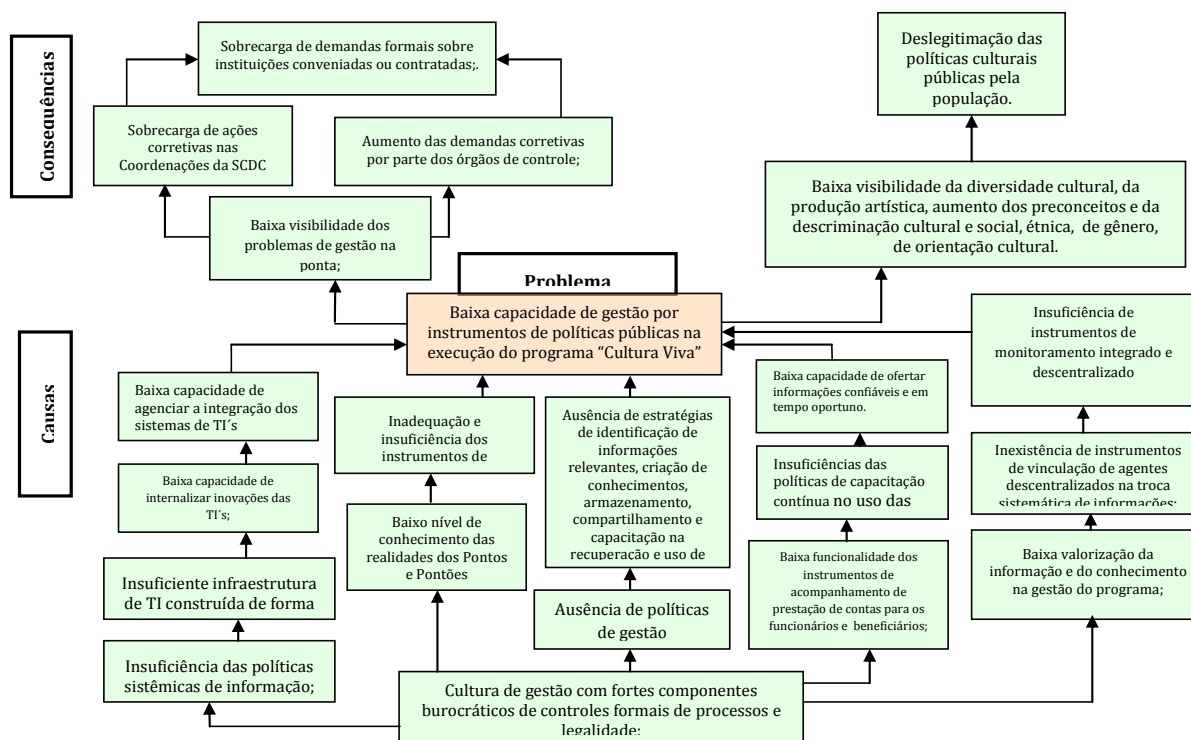 Consequências
Sobrecarga de demandas formais sobre
instituições conveniadas ou contratadas;.
Deslegitimação das
políticas culturais
públicas pela
população.
Sobrecarga de ações
corretivas nas
Coordenações da SCDC
Aumento das demandas corretivas
por parte dos órgãos de controle;
Baixa visibilidade dos
problemas de gestão na
ponta;
Baixa visibilidade da diversidade cultural, da
produção artística, aumento dos preconceitos e da
descriminação cultural e social, étnica, de gênero,
de orientação cultural.
Problema
Baixa capacidade de gestão por
instrumentos de políticas públicas na
execução do programa “Cultura Viva”
Causas
Baixa capacidade de
agenciar a integração dos
sistemas de TI´s
Inadequação e
insuficiência dos
instrumentos de
Ausência de estratégias
de identificação de
informações
relevantes, criação de
conhecimentos,
armazenamento,
compartilhamento e
capacitação na
recuperação e uso de
Baixa capacidade de ofertar
informações confiáveis e em
tempo oportuno.
Insuficiência de
instrumentos de
monitoramento integrado e
descentralizado
Baixa capacidade de
internalizar inovações das
TI´s;
Baixo nível de
conhecimento das
realidades dos Pontos
e Pontões
Insuficiências das
políticas de capacitação
contínua no uso das
Inexistência de instrumentos
de vinculação de agentes
descentralizados na troca
sistemática de informações;
Insuficiente infraestrutura
de TI construída de forma
Ausência de políticas
de gestão
Baixa funcionalidade dos
instrumentos de
acompanhamento de
prestação de contas para os
funcionários e beneficiários;
Baixa valorização da
informação e do conhecimento
na gestão do programa;
Insuficiência das políticas
sistêmicas de informação;
Cultura de gestão com fortes componentes
burocráticos de controles formais de processos e
legalidade;